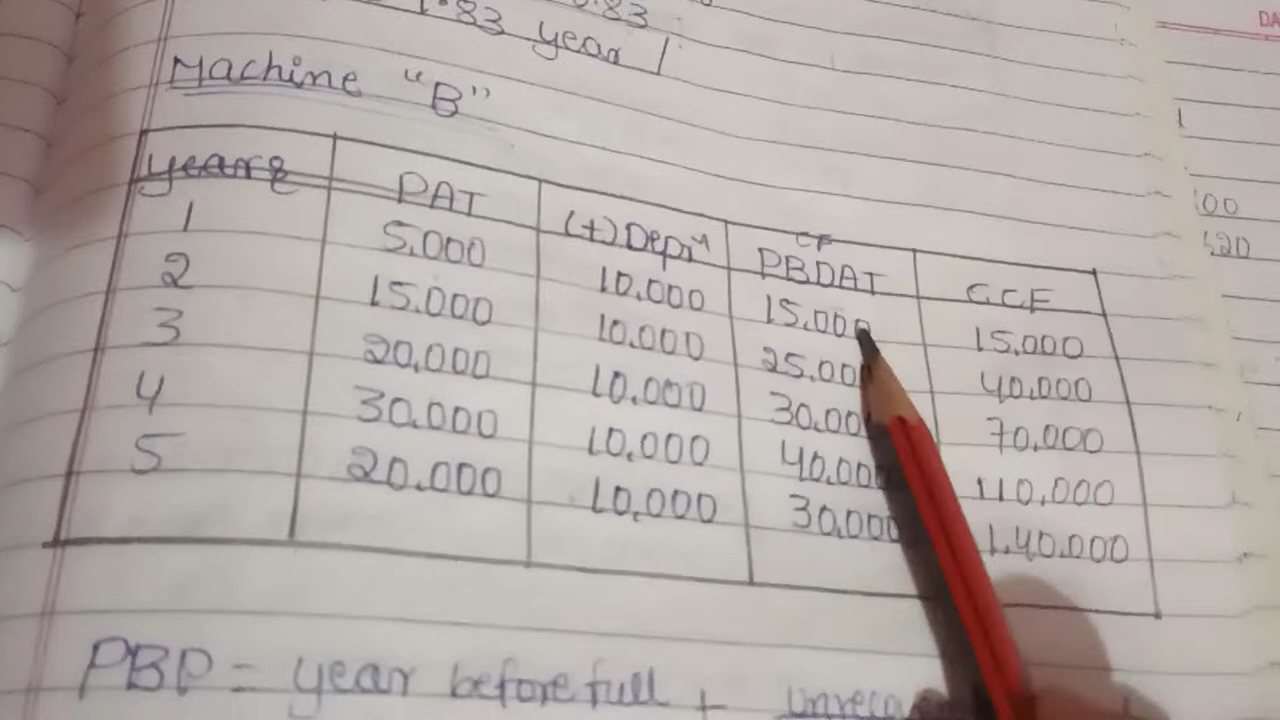 1.83 year
Machine "B"
years PAT (+) Deprn CF PBDAT C.C.F
1 5,000 10,000 15,000 15,000
2 15,000 10,000 25,000 40,000
3 20,000 10,000 30,000 70,000
4 30,000 10,000 40,000 110,000
5 20,000 10,000 30,000 1,40,000
PBP = year before full +